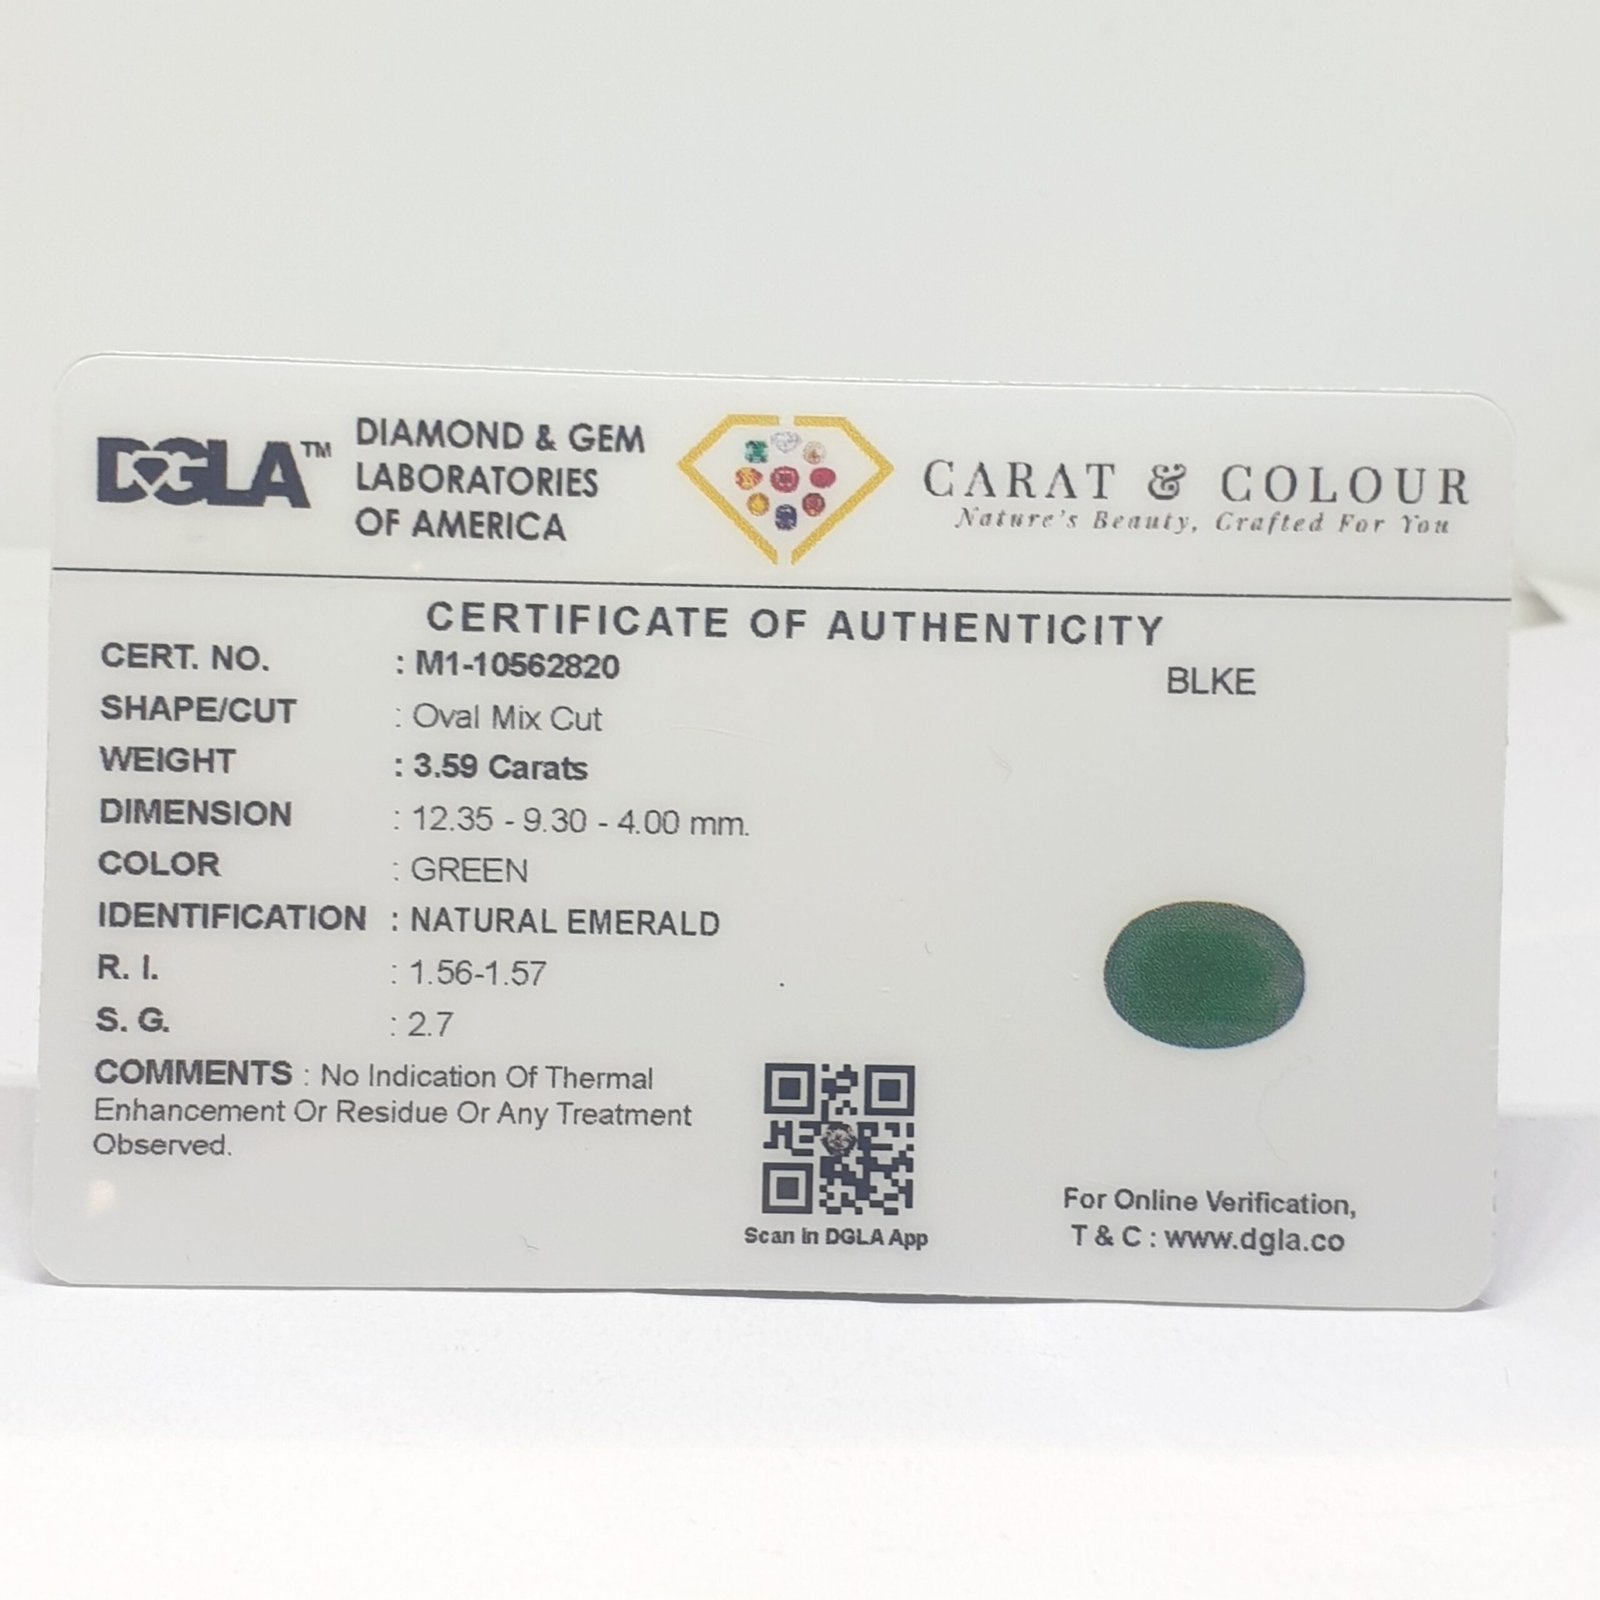 DGLA™
DIAMOND & GEM
LABORATORIES
OF AMERICA
CARAT & COLOUR
Nature's Beauty, Crafted For You
CERTIFICATE OF AUTHENTICITY
CERT. NO. : M1-10562820
BLKE
SHAPE/CUT : Oval Mix Cut
WEIGHT : 3.59 Carats
DIMENSION : 12.35 - 9.30 - 4.00 mm.
COLOR : GREEN
IDENTIFICATION : NATURAL EMERALD
R. I. : 1.56-1.57
S. G. : 2.7
COMMENTS : No Indication Of Thermal
Enhancement Or Residue Or Any Treatment
Observed.
Scan In DGLA App
For Online Verification,
T & C : www.dgla.co